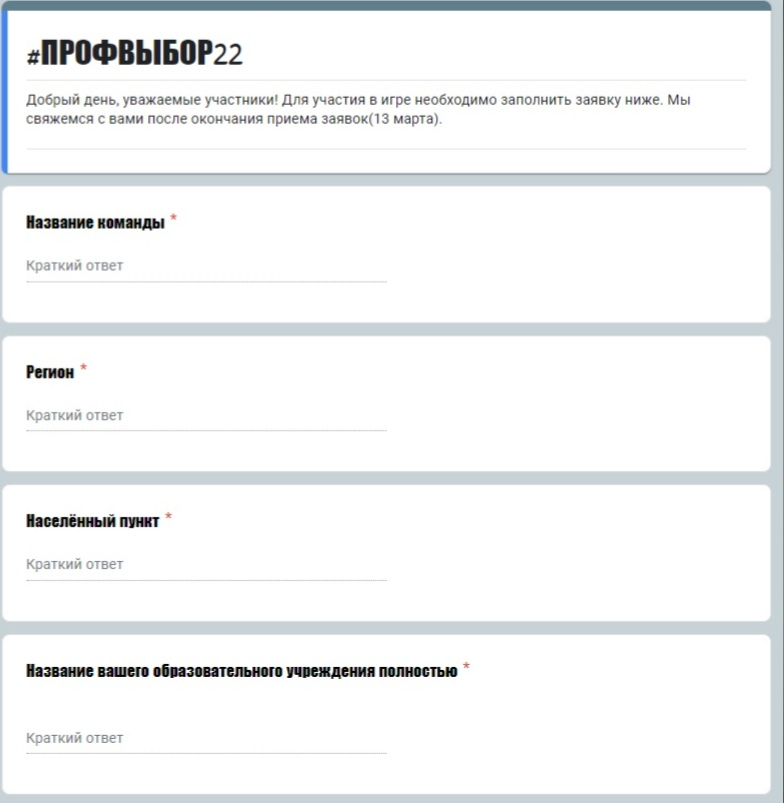 #ПРОФВЫБОР22
Добрый день, уважаемые участники! Для участия в игре необходимо заполнить заявку ниже. Мы
свяжемся с вами после окончания приема заявок(13 марта).
Название команды *
Краткий ответ
Регион *
Краткий ответ
Населённый пункт *
Краткий ответ
Название вашего образовательного учреждения полностью *
Краткий ответ